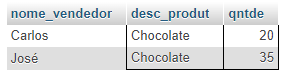 nome_vendedor desc_produt qntde
Carlos Chocolate 20
José Chocolate 35